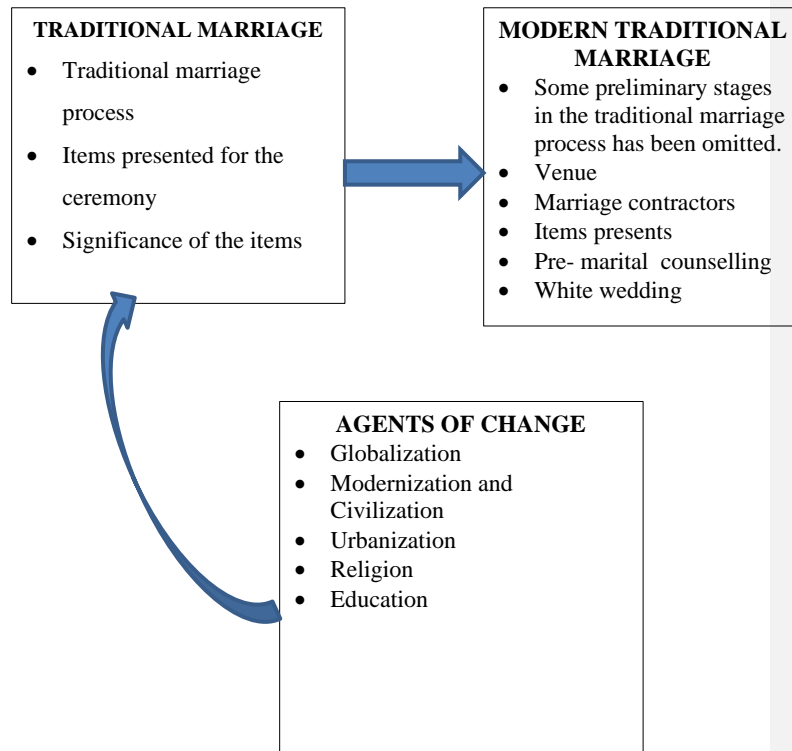 TRADITIONAL MARRIAGE
• Traditional marriage
process
• Items presented for the
ceremony
• Significance of the items
MODERN TRADITIONAL
MARRIAGE
• Some preliminary stages
in the traditional marriage
process has been omitted.
• Venue
• Marriage contractors
• Items presents
• Pre- marital counselling
• White wedding
AGENTS OF CHANGE
• Globalization
• Modernization and
Civilization
• Urbanization
• Religion
• Education